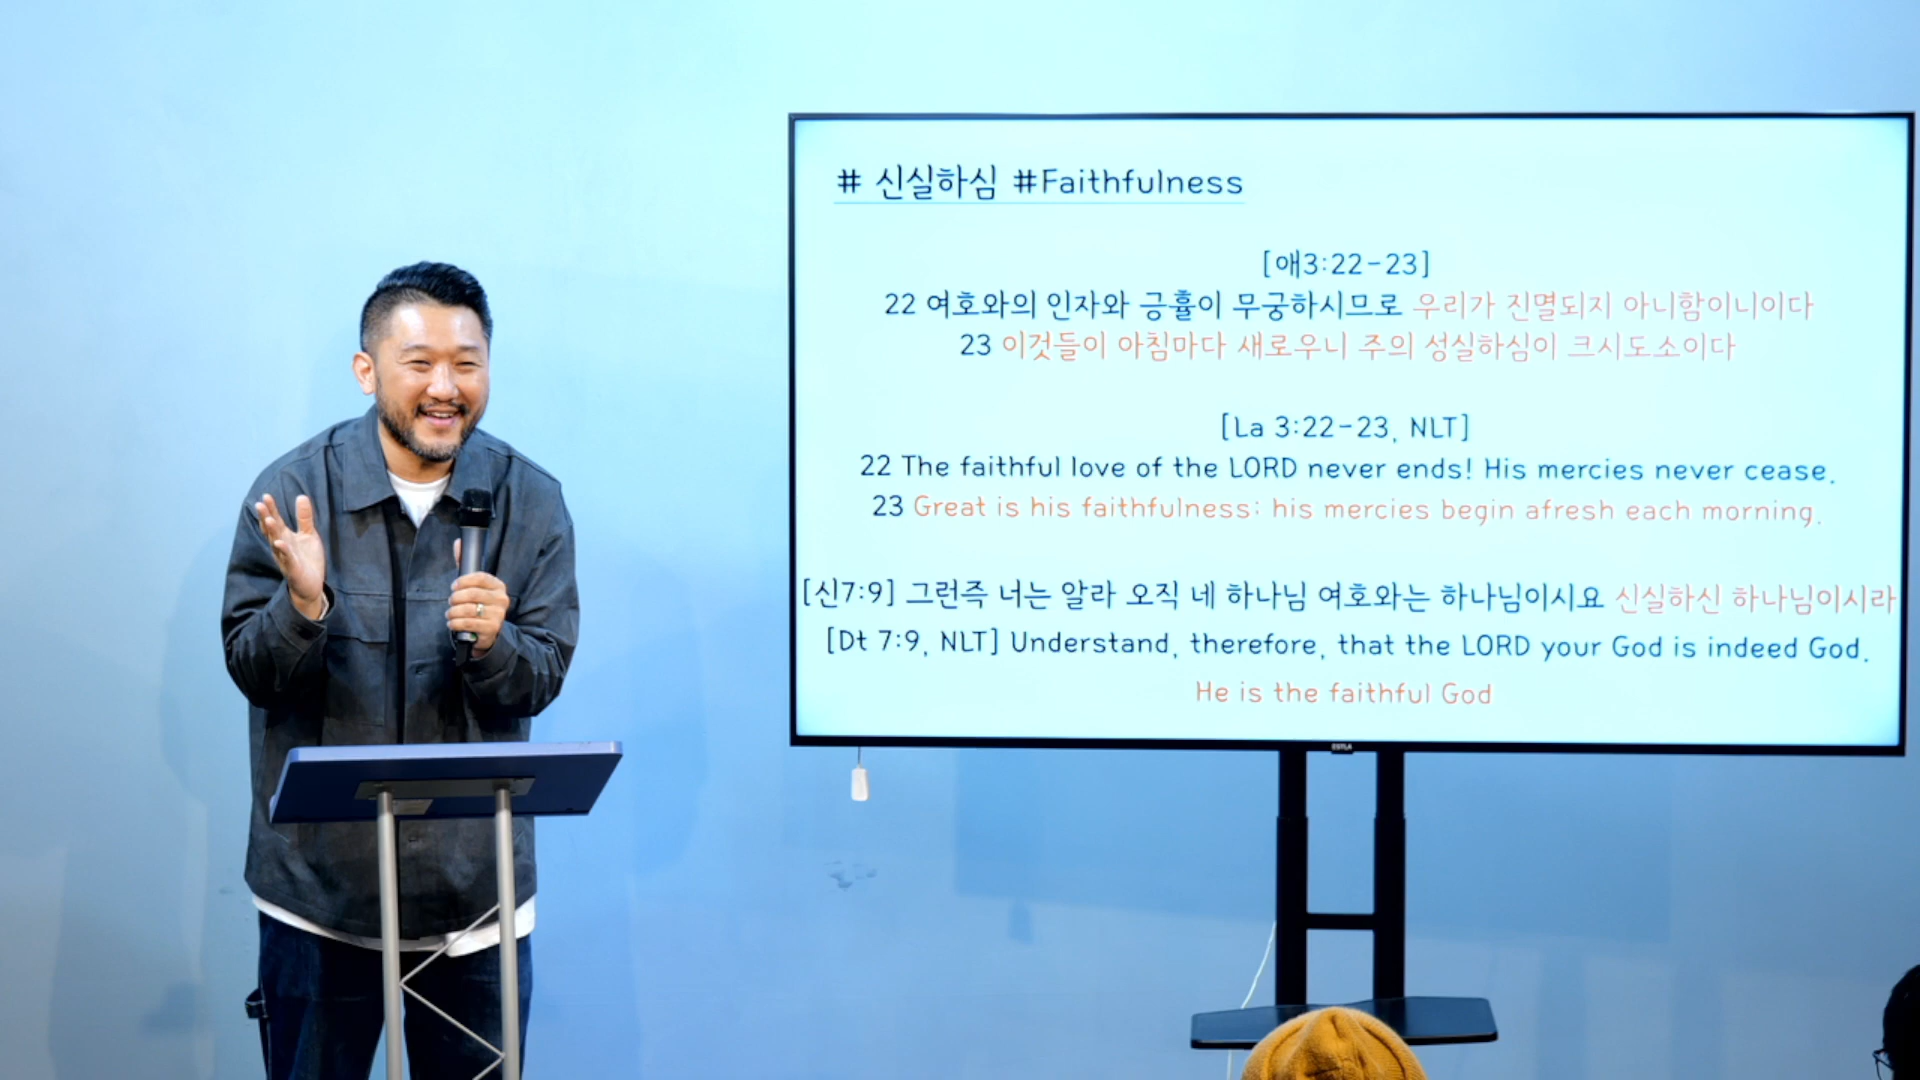 # 신실하심 #Faithfulness
[애3:22-23]
22 여호와의 인자와 긍휼이 무궁하시므로 우리가 진멸되지 아니함이니이다
23 이것들이 아침마다 새로우니 주의 성실하심이 크시도소이다
[La 3:22-23, NLT]
22 The faithful love of the LORD never ends! His mercies never cease.
23 Great is his faithfulness; his mercies begin afresh each morning.
[신7:9] 그런즉 너는 알라 오직 네 하나님 여호와는 하나님이시요 신실하신 하나님이시라
[Dt 7:9, NLT] Understand, therefore, that the LORD your God is indeed God.
He is the faithful God
ESTLA